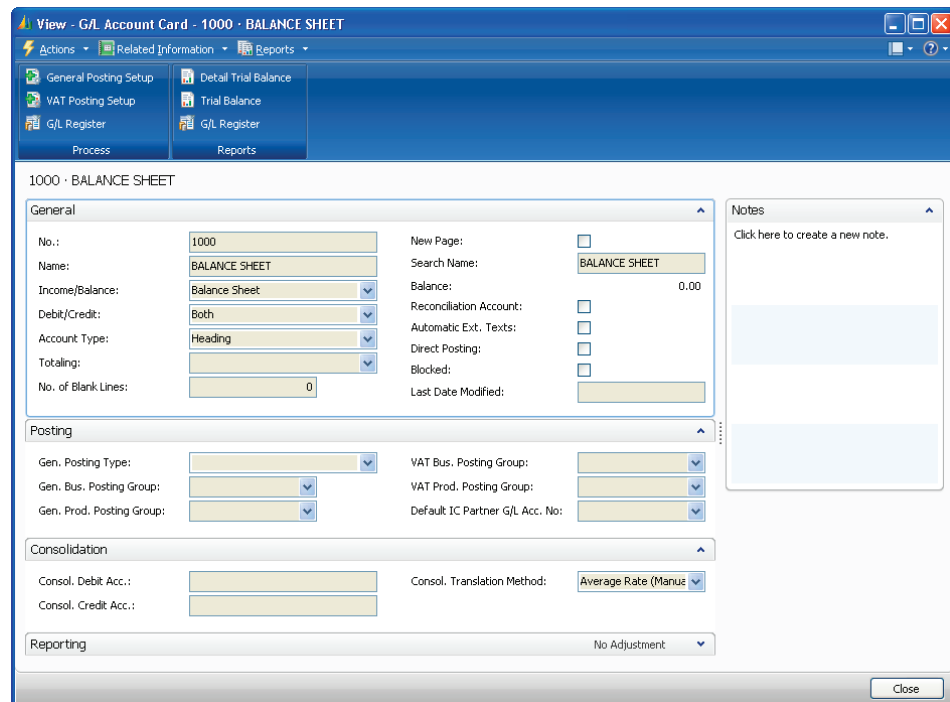 View - G/L Account Card - 1000 · BALANCE SHEET
Actions Related Information Reports
General Posting Setup Detail Trial Balance
VAT Posting Setup Trial Balance
G/L Register G/L Register
Process Reports
1000 · BALANCE SHEET
General
No.: 1000
Name: BALANCE SHEET
Income/Balance: Balance Sheet
Debit/Credit: Both
Account Type: Heading
Totaling:
No. of Blank Lines: 0
New Page:
Search Name: BALANCE SHEET
Balance: 0.00
Reconciliation Account:
Automatic Ext. Texts:
Direct Posting:
Blocked:
Last Date Modified:
Posting
Gen. Posting Type:
Gen. Bus. Posting Group:
Gen. Prod. Posting Group:
VAT Bus. Posting Group:
VAT Prod. Posting Group:
Default IC Partner G/L Acc. No:
Consolidation
Consol. Debit Acc.:
Consol. Credit Acc.:
Consol. Translation Method: Average Rate (Manua
Reporting No Adjustment
Notes
Click here to create a new note.
Close